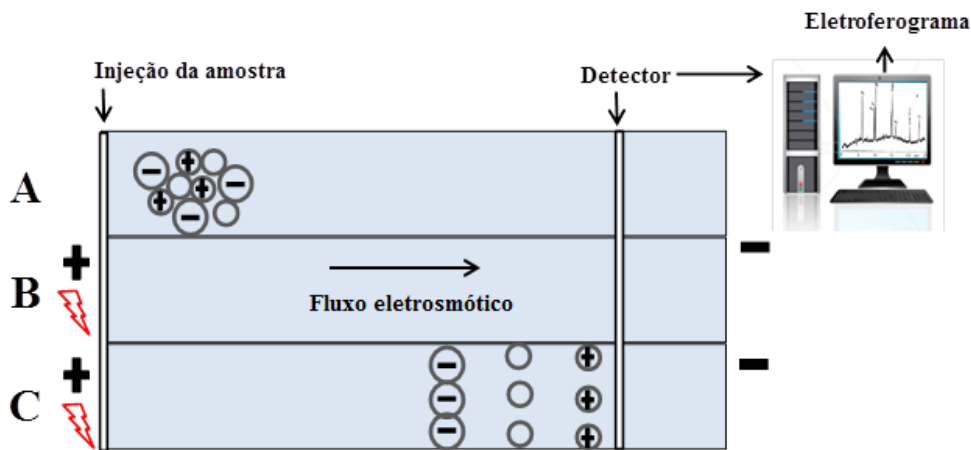 Eletroferograma
Injeção da amostra
Detector
A
+
-
B
Fluxo eletrosmótico
+
-
C